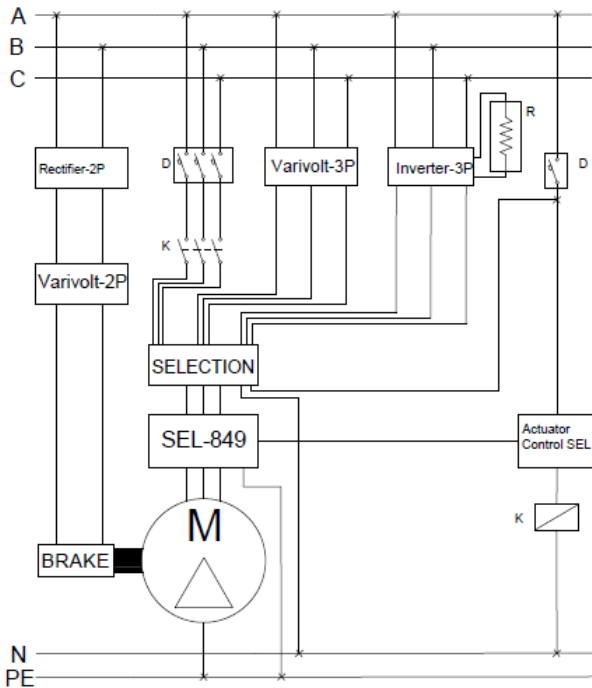 A
B
C
R
Rectifier-2P
D
Varivolt-3P
Inverter-3P
D
K
Varivolt-2P
SELECTION
SEL-849
Actuator
Control SEL
M
K
BRAKE
N
PE